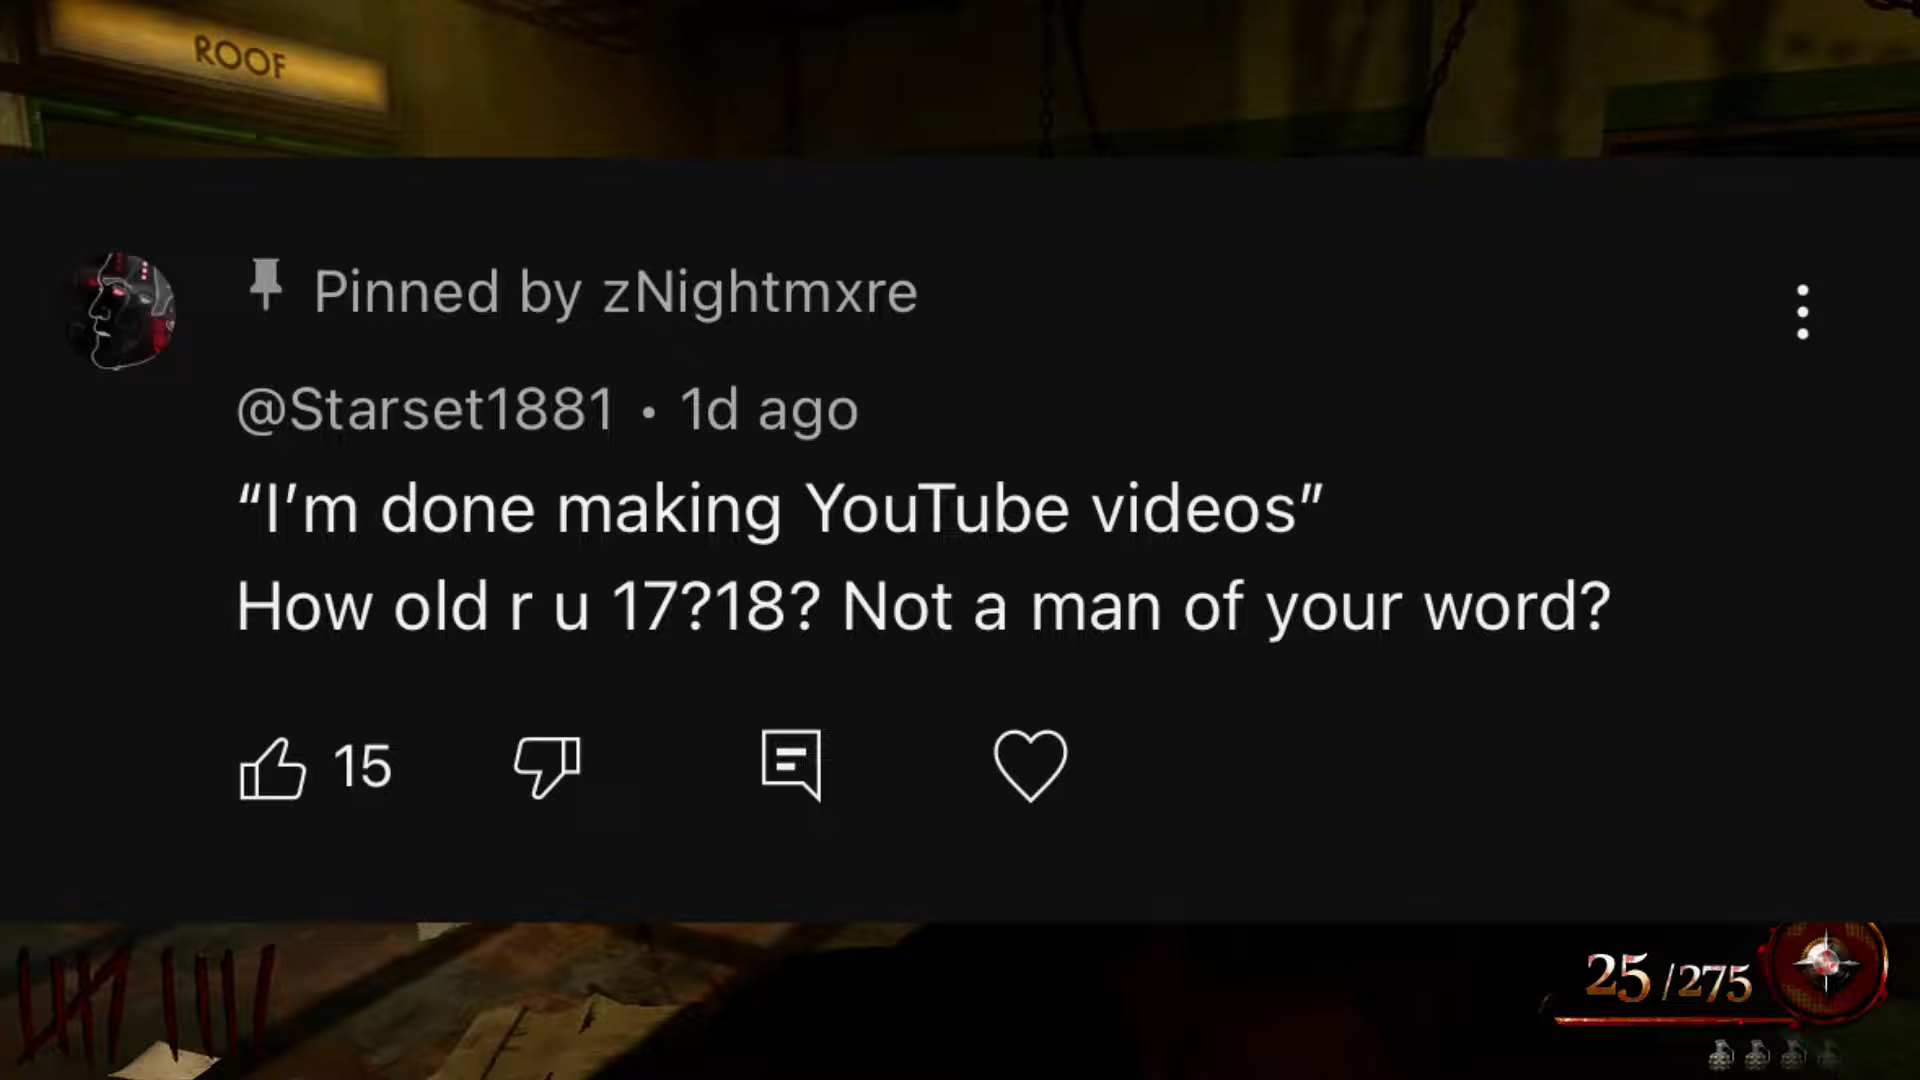 ROOF
Pinned by zNightmxre
@Starset1881 • 1d ago
“I’m done making YouTube videos”
How old r u 17?18? Not a man of your word?
15
25/275